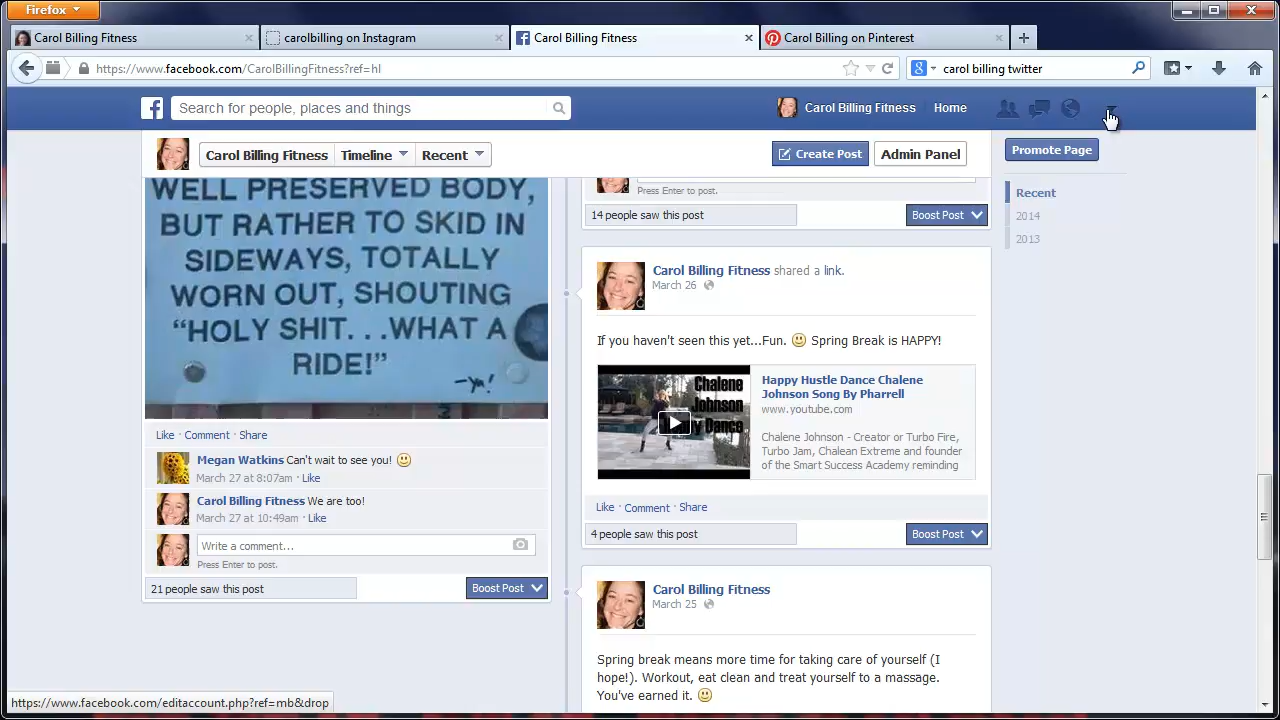 Firefox
Carol Billing Fitness
carolbilling on Instagram
Carol Billing Fitness
Carol Billing on Pinterest
https://www.facebook.com/CarolBillingFitness?ref=hl
carol billing twitter
Search for people, places and things
Carol Billing Fitness
Home
Carol Billing Fitness
Timeline
Recent
Create Post
Admin Panel
Promote Page
Recent
2014
2013
WELL PRESERVED BODY,
BUT RATHER TO SKID IN
SIDEWAYS, TOTALLY
WORN OUT, SHOUTING
“HOLY SHIT. . .WHAT A
RIDE!”
Like · Comment · Share
Megan Watkins Can't wait to see you!
March 27 at 8:07am · Like
Carol Billing Fitness We are too!
March 27 at 10:49am · Like
Write a comment...
Press Enter to post.
21 people saw this post
Boost Post
Press Enter to post.
14 people saw this post
Boost Post
Carol Billing Fitness shared a link.
March 26
If you haven't seen this yet...Fun. Spring Break is HAPPY!
Chalene
Johnson
Dance
Happy Hustle Dance Chalene
Johnson Song By Pharrell
www.youtube.com
Chalene Johnson - Creator or Turbo Fire,
Turbo Jam, Chalean Extreme and founder
of the Smart Success Academy reminding
Like · Comment · Share
4 people saw this post
Boost Post
Carol Billing Fitness
March 25
Spring break means more time for taking care of yourself (I
hope!). Workout, eat clean and treat yourself to a massage.
You've earned it.
https://www.facebook.com/editaccount.php?ref=mb&drop